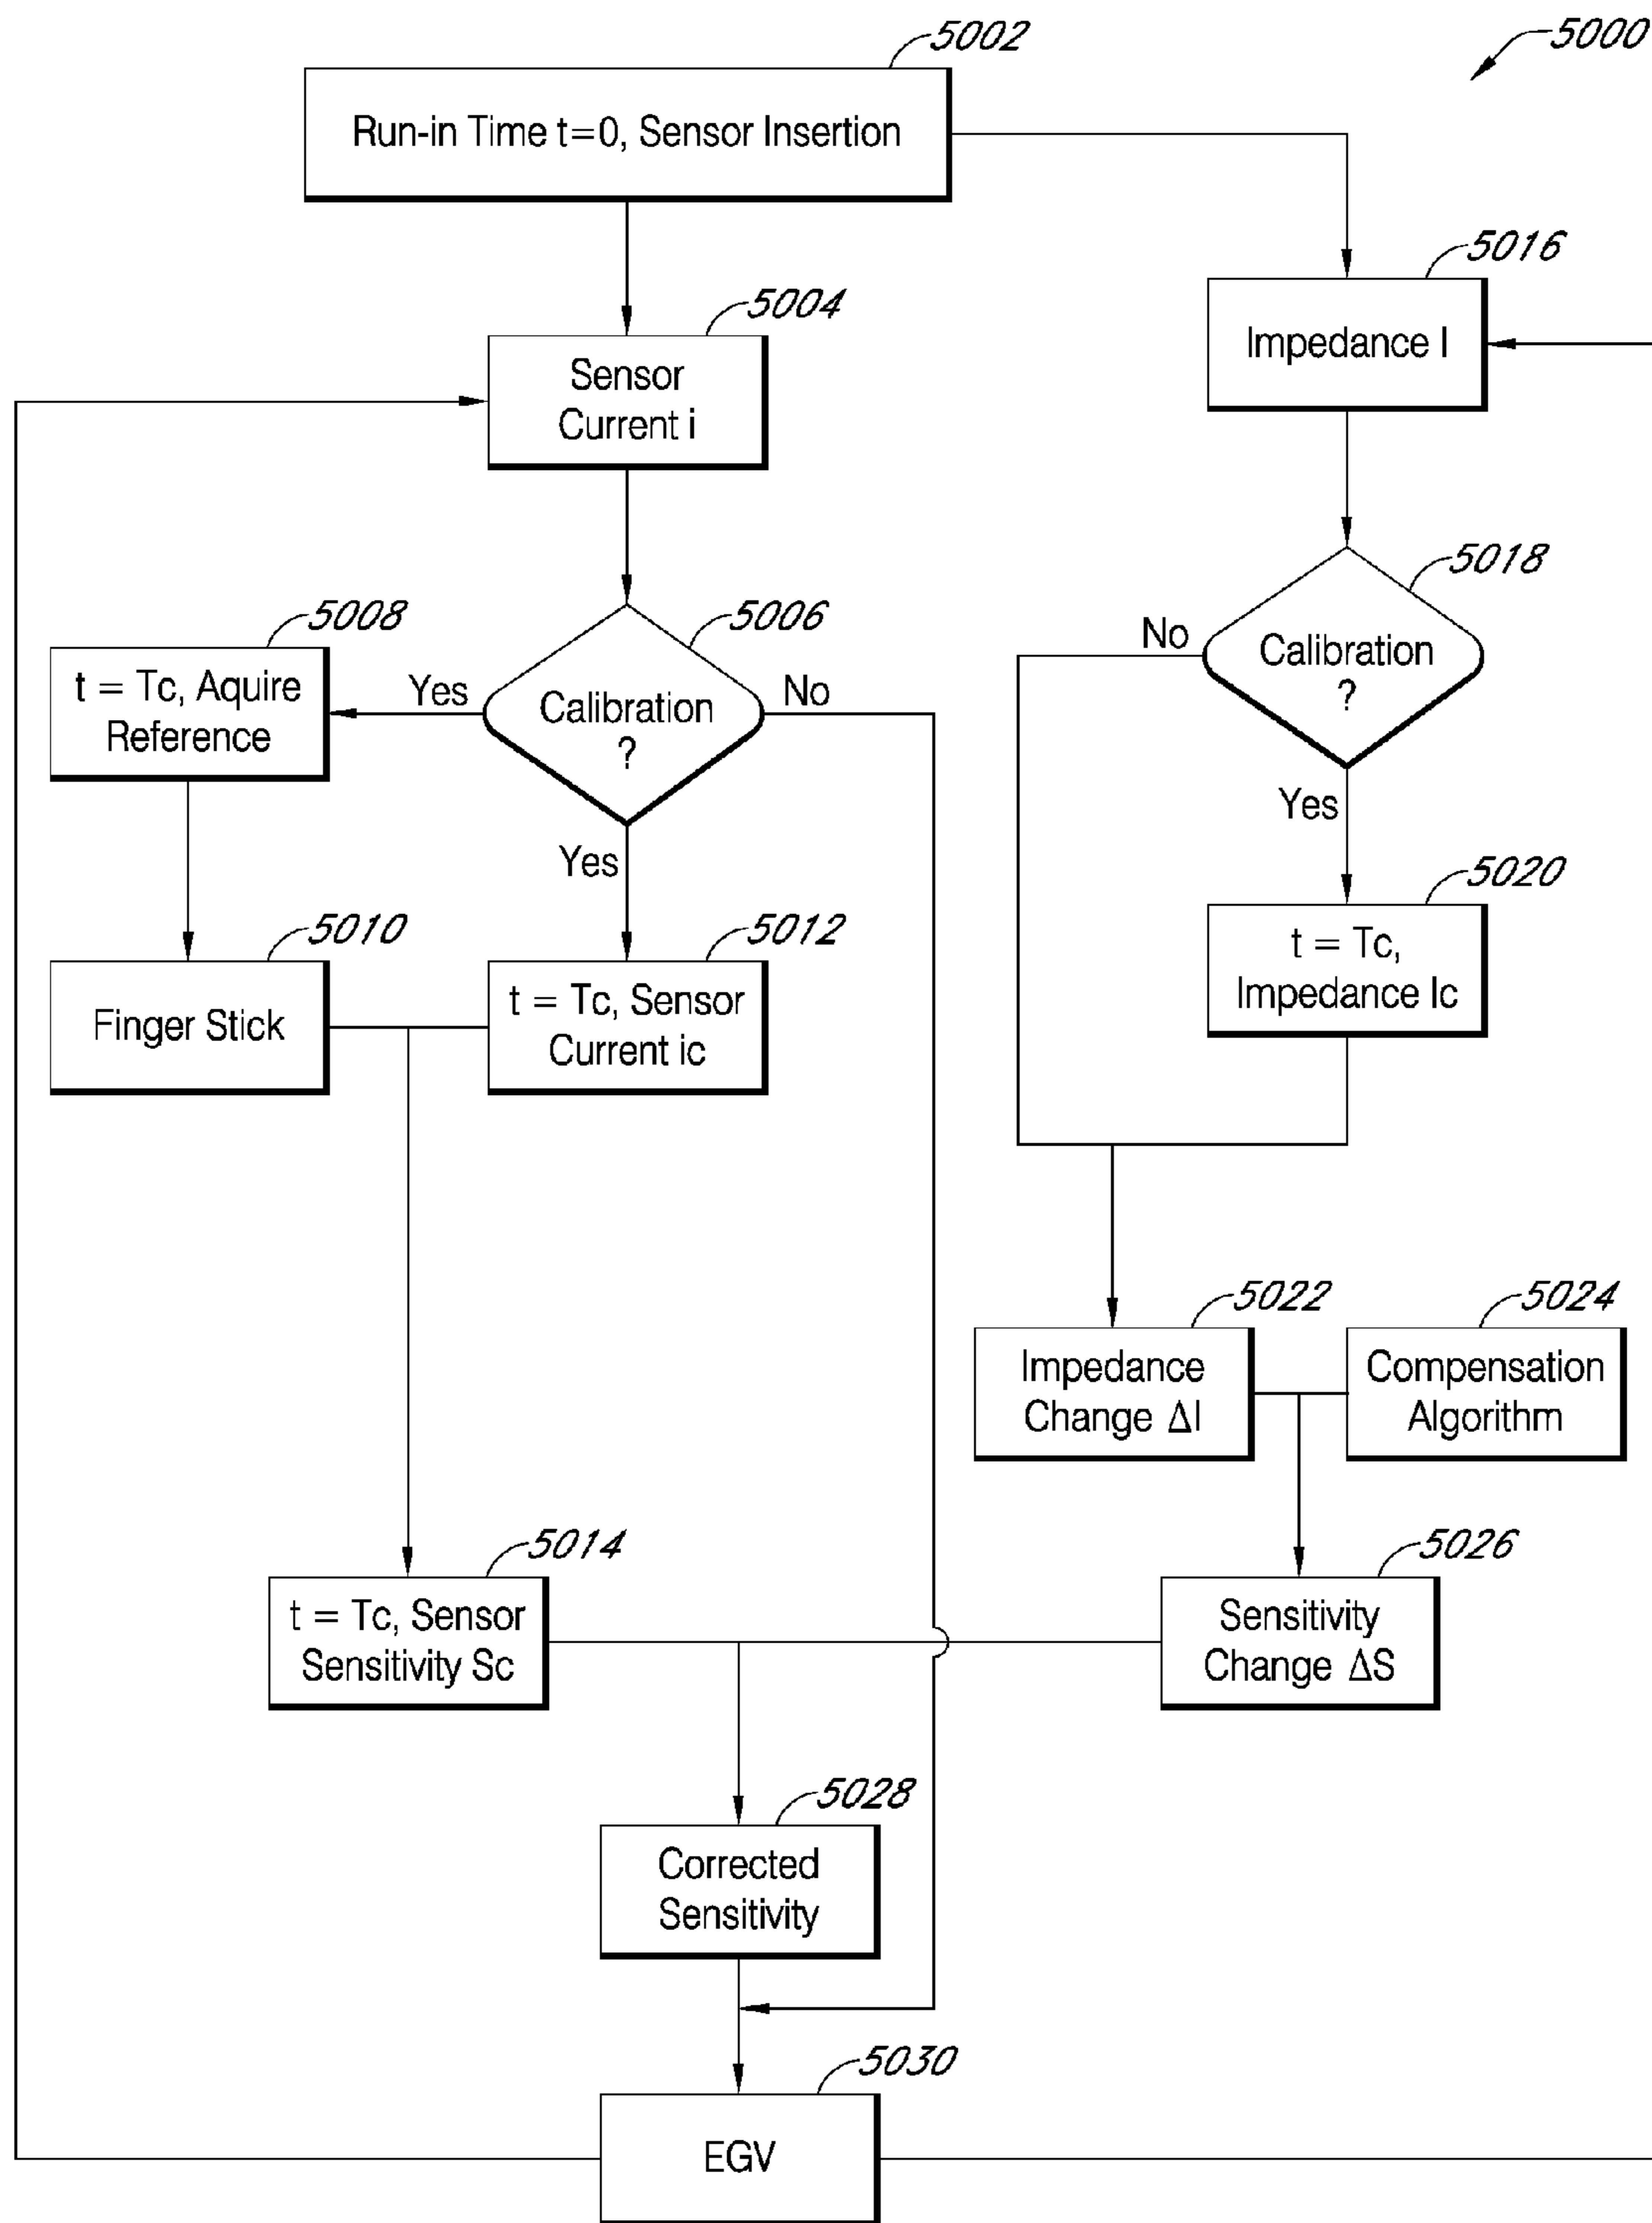 5002
5000
Run-in Time t=0, Sensor Insertion
5016
Impedance I
5004
Sensor
Current i
5018
Calibration
?
No
Yes
5008
t = Tc, Aquire
Reference
5006
Calibration
?
Yes
No
Yes
5020
t = Tc,
Impedance Ic
5010
Finger Stick
5012
t = Tc, Sensor
Current ic
5022
Impedance
Change ΔI
5024
Compensation
Algorithm
5014
t = Tc, Sensor
Sensitivity Sc
5026
Sensitivity
Change ΔS
5028
Corrected
Sensitivity
5030
EGV